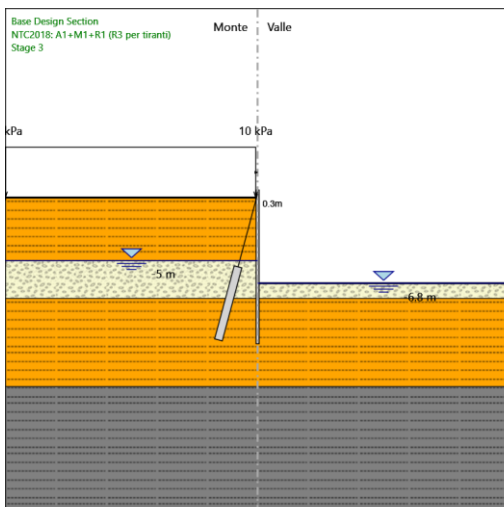 Base Design Section
NTC2018: A1+M1+R1 (R3 per tiranti)
Stage 3
Monte
Valle
kPa
10 kPa
0.3m
-5 m
-6.8 m